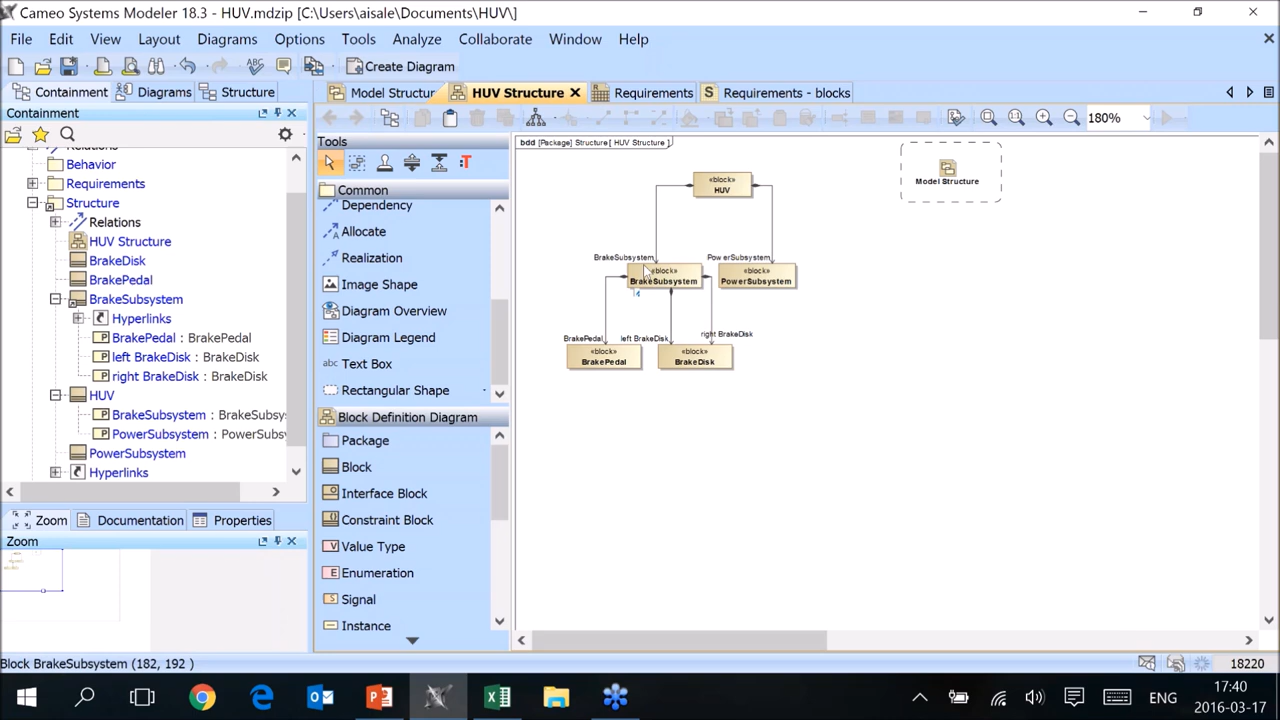 Cameo Systems Modeler 18.3 - HUV.mdzip [C:\Users\aisale\Documents\HUV\]
File Edit View Layout Diagrams Options Tools Analyze Collaborate Window Help
ABC Create Diagram
Containment Diagrams Structure
Model Structur HUV Structure Requirements S Requirements - blocks
Containment
180%
Relations
Behavior
Requirements
Structure
Relations
HUV Structure
BrakeDisk
BrakePedal
BrakeSubsystem
Hyperlinks
P BrakePedal : BrakePedal
P left BrakeDisk : BrakeDisk
P right BrakeDisk : BrakeDisk
HUV
P BrakeSubsystem : BrakeSubsy
P PowerSubsystem : PowerSubs
PowerSubsystem
Hyperlinks
Zoom Documentation Properties
Zoom
Tools
T
Common
Dependency
Allocate
Realization
Image Shape
Diagram Overview
Diagram Legend
abc Text Box
Rectangular Shape
Block Definition Diagram
Package
Block
Interface Block
Constraint Block
V Value Type
E Enumeration
Signal
Instance
bdd [Package] Structure[ HUV Structure ]
Model Structure
«block»
HUV
BrakeSubsystem
PowerSubsystem
«block»
BrakeSubsystem
«block»
PowerSubsystem
BrakePedal
left BrakeDisk
right BrakeDisk
«block»
BrakePedal
«block»
BrakeDisk
Block BrakeSubsystem (182, 192 )
18220
ENG
17:40
2016-03-17